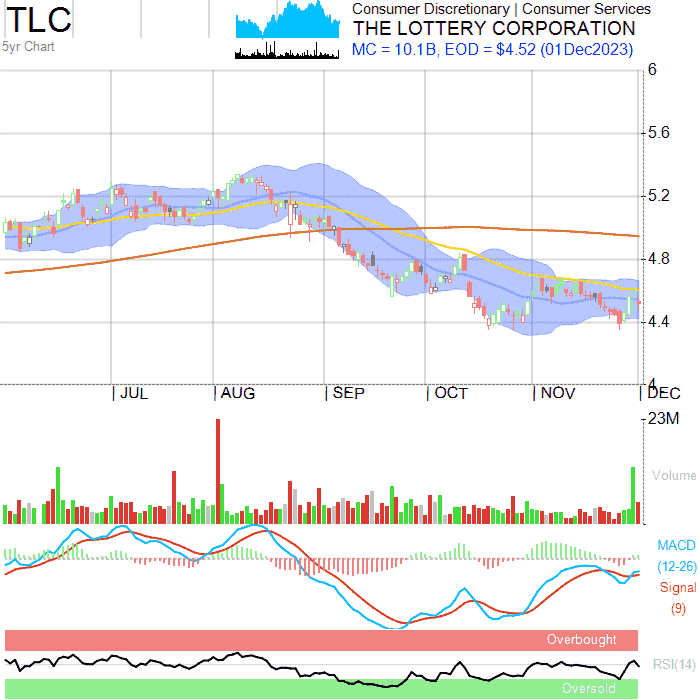 TLC
5yr Chart
Consumer Discretionary | Consumer Services
THE LOTTERY CORPORATION
MC = 10.1B, EOD = $4.52 (01Dec2023)
6
5.6
5.2
4.8
4.4
4
JUL
AUG
SEP
OCT
NOV
DEC
23M
Volume
MACD
(12-26)
Signal
(9)
Overbought
RSI(14)
Oversold